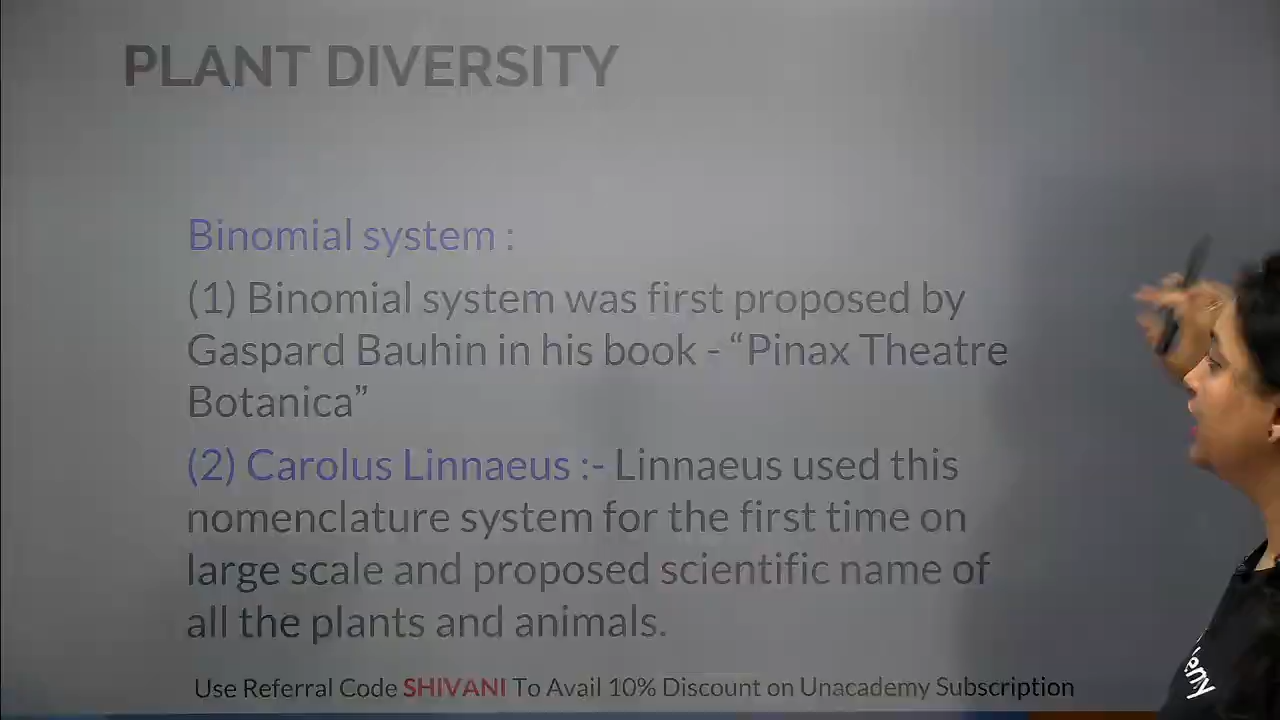 PLANT DIVERSITY
Binomial system :
(1) Binomial system was first proposed by
Gaspard Bauhin in his book - “Pinax Theatre
Botanica”
(2) Carolus Linnaeus :- Linnaeus used this
nomenclature system for the first time on
large scale and proposed scientific name of
all the plants and animals.
Use Referral Code SHIVANI To Avail 10% Discount on Unacademy Subscription